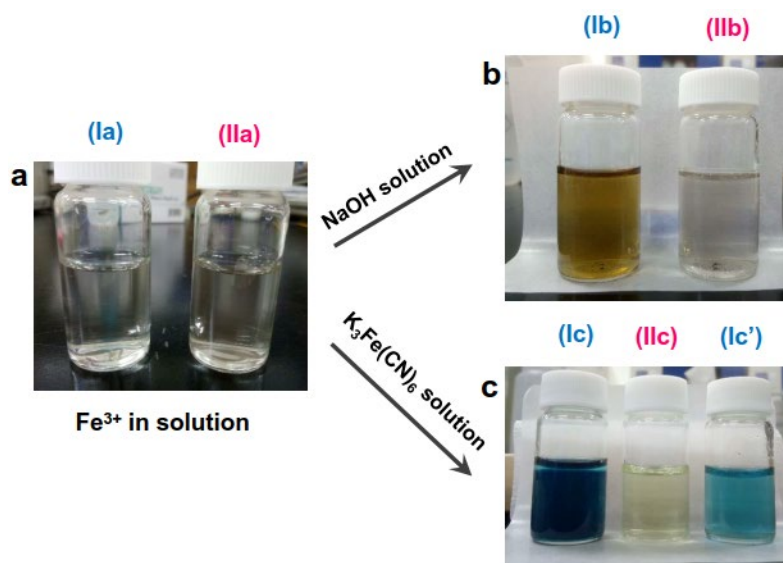 (Ib) (IIb)
b
(Ia) (IIa)
a
NaOH solution
K₃Fe(CN)₆ solution
Fe³⁺ in solution
(Ic) (IIc) (Ic’)
c